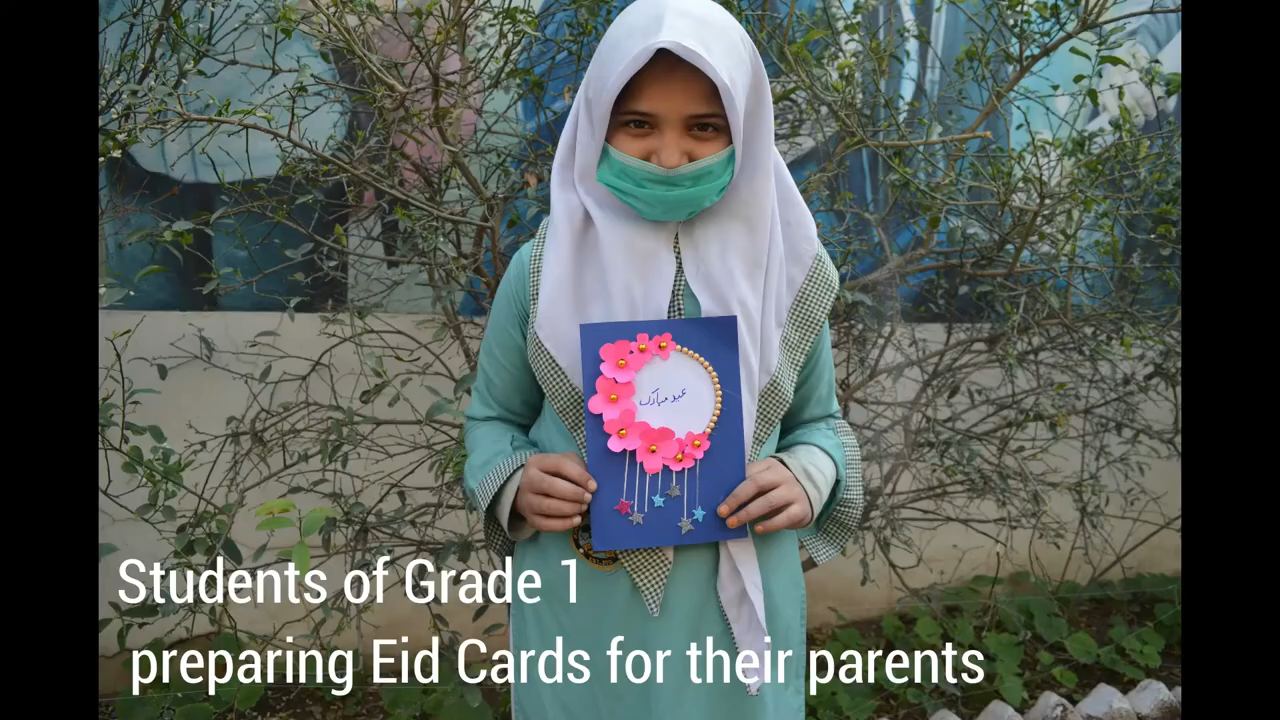 عید مبارک
Students of Grade 1
preparing Eid Cards for their parents